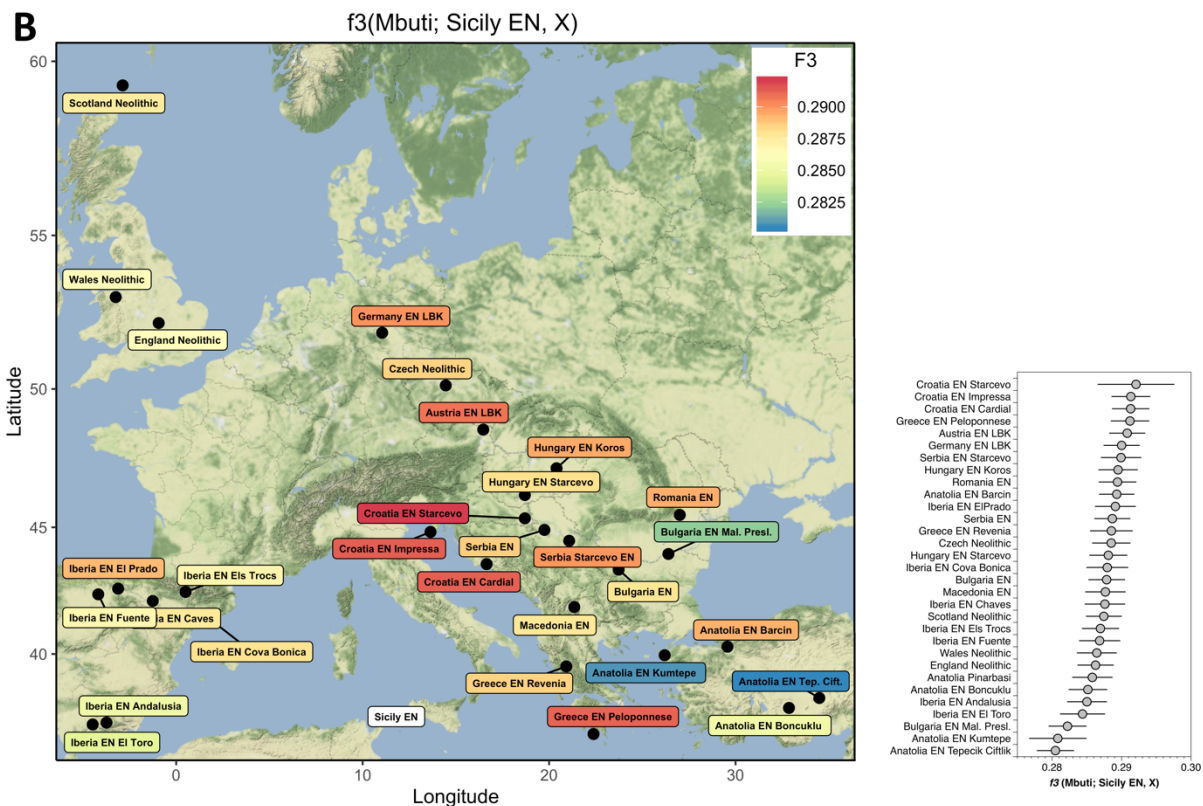 B
f3(Mbuti; Sicily EN, X)
F3
0.2900
0.2875
0.2850
0.2825
60
55
50
45
40
Latitude
0
10
20
30
Longitude
Scotland Neolithic
Wales Neolithic
England Neolithic
Germany EN LBK
Czech Neolithic
Austria EN LBK
Hungary EN Koros
Hungary EN Starcevo
Romania EN
Croatia EN Starcevo
Bulgaria EN Mal. Presl.
Croatia EN Impressa
Serbia EN
Serbia Starcevo EN
Iberia EN El Prado
Iberia EN Els Trocs
Croatia EN Cardial
Bulgaria EN
Iberia EN Fuente
a EN Caves
Macedonia EN
Anatolia EN Barcin
Iberia EN Cova Bonica
Anatolia EN Kumtepe
Anatolia EN Tep. Cift.
Greece EN Revenia
Iberia EN Andalusia
Sicily EN
Greece EN Peloponnese
Anatolia EN Boncuklu
Iberia EN El Toro
Croatia EN Starcevo
Croatia EN Impressa
Croatia EN Cardial
Greece EN Peloponnese
Austria EN LBK
Germany EN LBK
Serbia EN Starcevo
Hungary EN Koros
Romania EN
Anatolia EN Barcin
Iberia EN ElPrado
Serbia EN
Greece EN Revenia
Czech Neolithic
Hungary EN Starcevo
Iberia EN Cova Bonica
Bulgaria EN
Macedonia EN
Iberia EN Chaves
Scotland Neolithic
Iberia EN Els Trocs
Iberia EN Fuente
Wales Neolithic
England Neolithic
Anatolia Pinarbasi
Anatolia EN Boncuklu
Iberia EN Andalusia
Iberia EN El Toro
Bulgaria EN Mal. Presl.
Anatolia EN Kumtepe
Anatolia EN Tepecik Ciftlik
0.28
0.29
0.30
f3(Mbuti; Sicily EN, X)